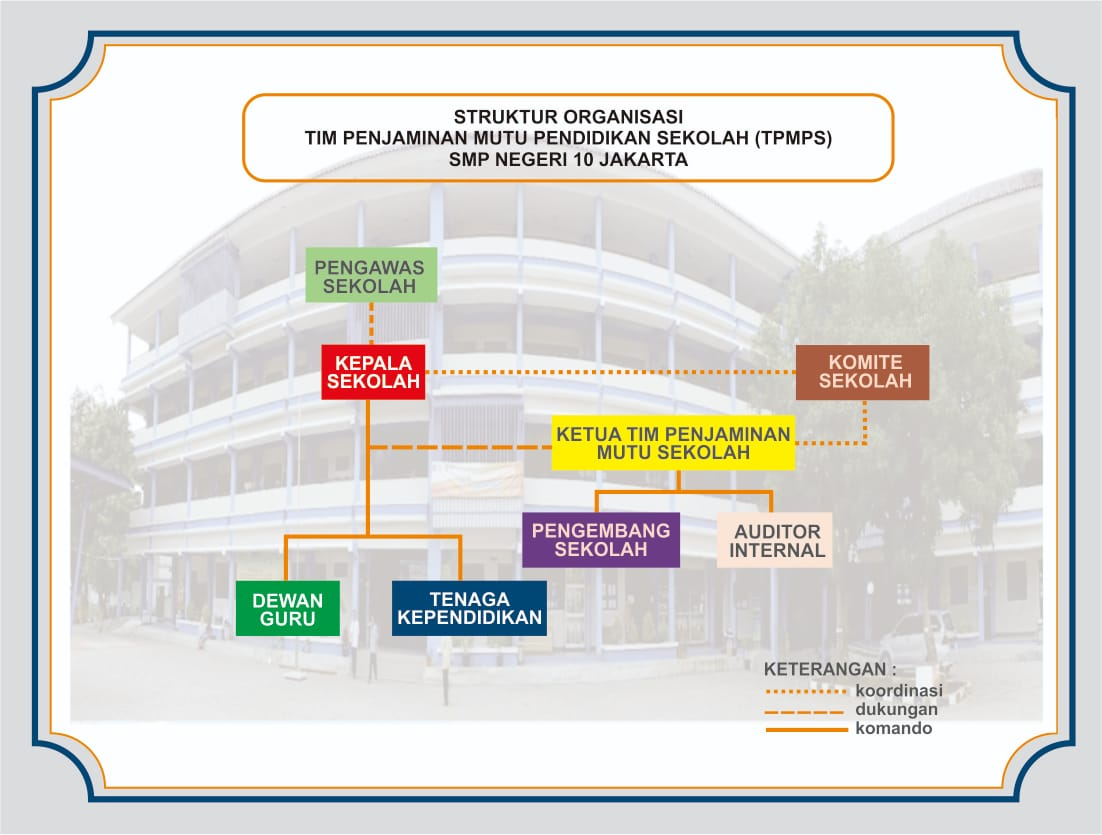 STRUKTUR ORGANISASI
TIM PENJAMINAN MUTU PENDIDIKAN SEKOLAH (TPMPS)
SMP NEGERI 10 JAKARTA
PENGAWAS
SEKOLAH
KEPALA
SEKOLAH
KOMITE
SEKOLAH
KETUA TIM PENJAMINAN
MUTU SEKOLAH
PENGEMBANG
SEKOLAH
AUDITOR
INTERNAL
DEWAN
GURU
TENAGA
KEPENDIDIKAN
KETERANGAN :
koordinasi
dukungan
komando